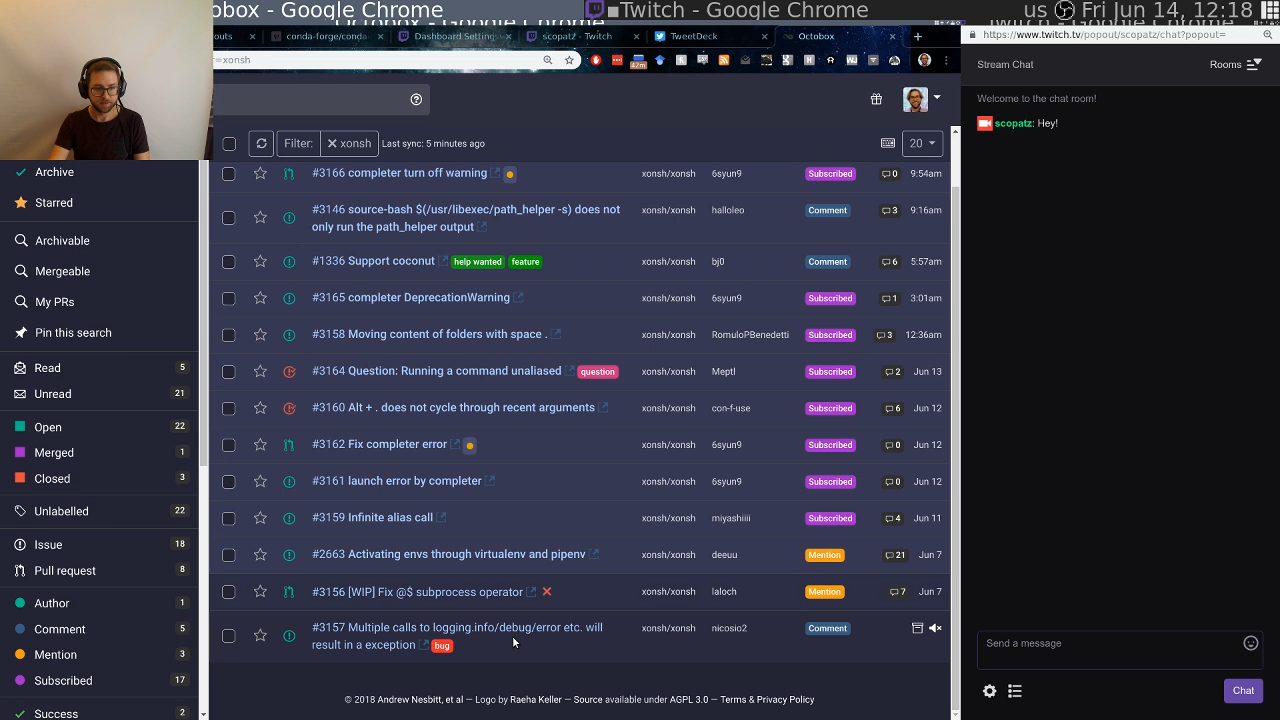 Octobox - Google Chrome
Twitch - Google Chrome
us
Fri Jun 14, 12:18
outs
conda-forge/conda
Dashboard Setting
scopatz - Twitch
TweetDeck
Octobox
=xonsh
12m
https://www.twitch.tv/popout/scopatz/chat?popout=
Stream Chat
Rooms
Welcome to the chat room!
scopatz: Hey!
Send a message
Chat
Filter:
xonsh
Last sync: 5 minutes ago
20
Archive
Starred
Archivable
Mergeable
My PRs
Pin this search
Read 5
Unread 21
Open 22
Merged 1
Closed 3
Unlabelled 22
Issue 18
Pull request 8
Author 1
Comment 5
Mention 3
Subscribed 17
Success 2
#3166 completer turn off warning xonsh/xonsh 6syun9 Subscribed 0 9:54am
#3146 source-bash $(/usr/libexec/path_helper -s) does not xonsh/xonsh halloleo Comment 3 9:16am
only run the path_helper output
#1336 Support coconut help wanted feature xonsh/xonsh bj0 Comment 6 5:57am
#3165 completer DeprecationWarning xonsh/xonsh 6syun9 Subscribed 1 3:01am
#3158 Moving content of folders with space . xonsh/xonsh RomuloPBenedetti Subscribed 3 12:36am
#3164 Question: Running a command unaliased question xonsh/xonsh Meptl Subscribed 2 Jun 13
#3160 Alt + . does not cycle through recent arguments xonsh/xonsh con-f-use Subscribed 6 Jun 12
#3162 Fix completer error xonsh/xonsh 6syun9 Subscribed 0 Jun 12
#3161 launch error by completer xonsh/xonsh 6syun9 Subscribed 0 Jun 12
#3159 Infinite alias call xonsh/xonsh miyashiiii Subscribed 4 Jun 11
#2663 Activating envs through virtualenv and pipenv xonsh/xonsh deeuu Mention 21 Jun 7
#3156 [WIP] Fix @$ subprocess operator xonsh/xonsh laloch Mention 7 Jun 7
#3157 Multiple calls to logging.info/debug/error etc. will xonsh/xonsh nicosio2 Comment
result in a exception bug
© 2018 Andrew Nesbitt, et al — Logo by Raeha Keller — Source available under AGPL 3.0 — Terms & Privacy Policy